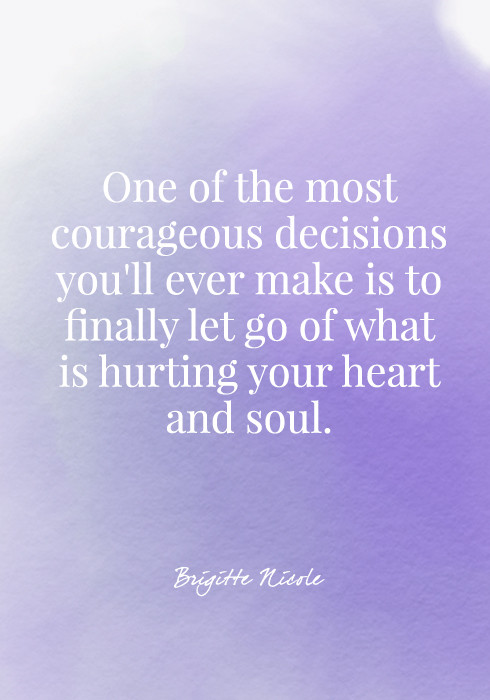 One of the most
courageous decisions
you'll ever make is to
finally let go of what
is hurting your heart
and soul.
Brigitte Nicole